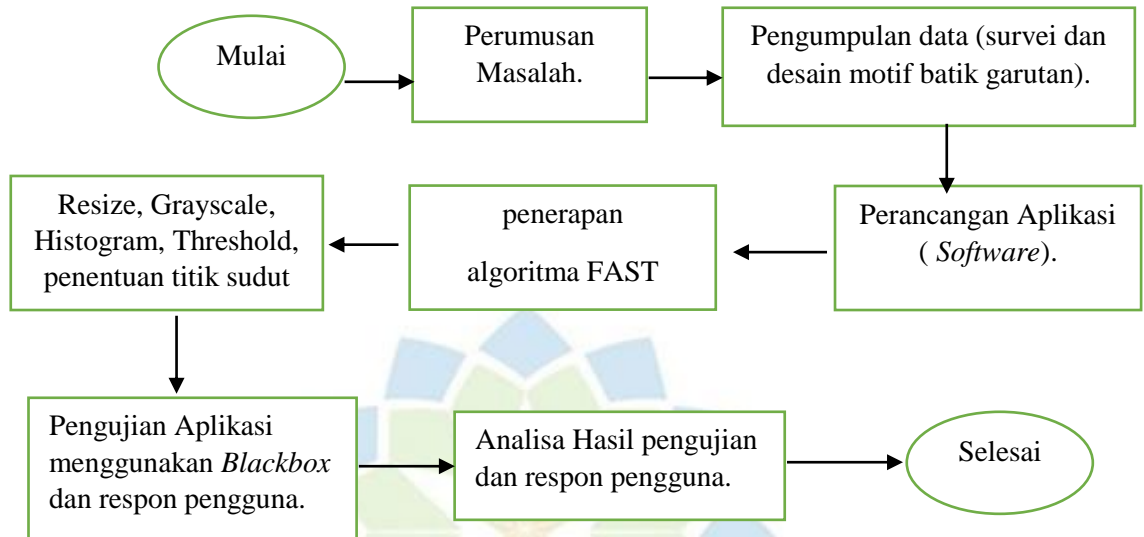 Mulai
Perumusan
Masalah.
Pengumpulan data (survei dan
desain motif batik garutan).
Perancangan Aplikasi
( Software).
penerapan
algoritma FAST
Resize, Grayscale,
Histogram, Threshold,
penentuan titik sudut
Pengujian Aplikasi
menggunakan Blackbox
dan respon pengguna.
Analisa Hasil pengujian
dan respon pengguna.
Selesai